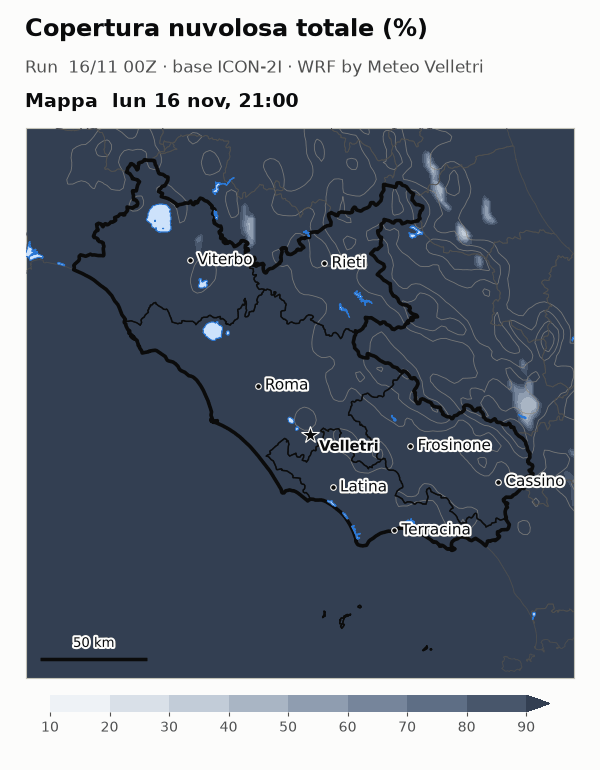 Copertura nuvolosa totale (%)
Run 16/11 00Z · base ICON-2I · WRF by Meteo Velletri
Mappa lun 16 nov, 21:00
Viterbo
Rieti
Roma
Velletri
Frosinone
Latina
Cassino
Terracina
50 km
10 20 30 40 50 60 70 80 90